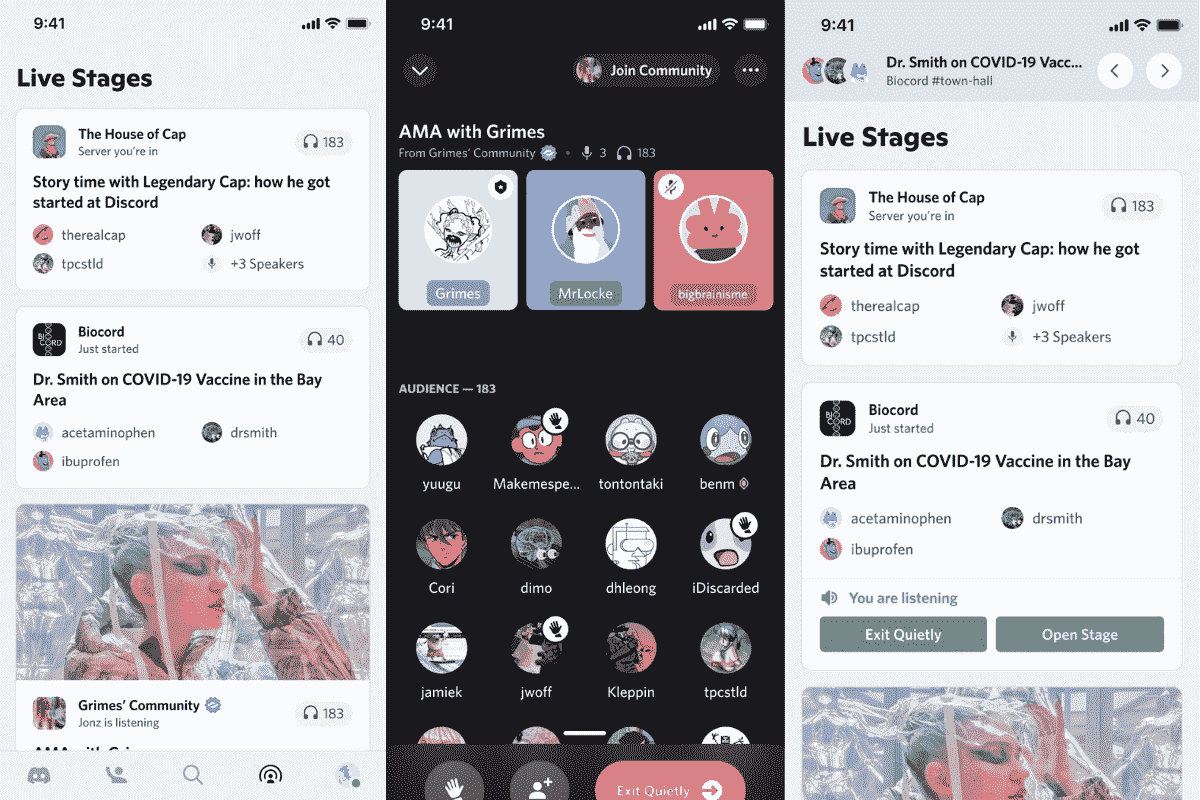 9:41
Live Stages
The House of Cap
Server you're in
183
Story time with Legendary Cap: how he got
started at Discord
therealcap
jwoff
tpcstld
+3 Speakers
BIOCORD
Biocord
Just started
40
Dr. Smith on COVID-19 Vaccine in the Bay
Area
acetaminophen
drsmith
ibuprofen
Grimes' Community
Jonz is listening
183
9:41
Join Community
AMA with Grimes
From Grimes' Community • 3 183
Grimes
MrLocke
bigbrainisme
AUDIENCE — 183
yuugu
Makemespe...
tontontaki
benm
Cori
dimo
dhleong
iDiscarded
jamiek
jwoff
Kleppin
tpcstld
Exit Quietly
9:41
Dr. Smith on COVID-19 Vacc...
Biocord #town-hall
Live Stages
The House of Cap
Server you're in
183
Story time with Legendary Cap: how he got
started at Discord
therealcap
jwoff
tpcstld
+3 Speakers
BIOCORD
Biocord
Just started
40
Dr. Smith on COVID-19 Vaccine in the Bay
Area
acetaminophen
drsmith
ibuprofen
You are listening
Exit Quietly
Open Stage